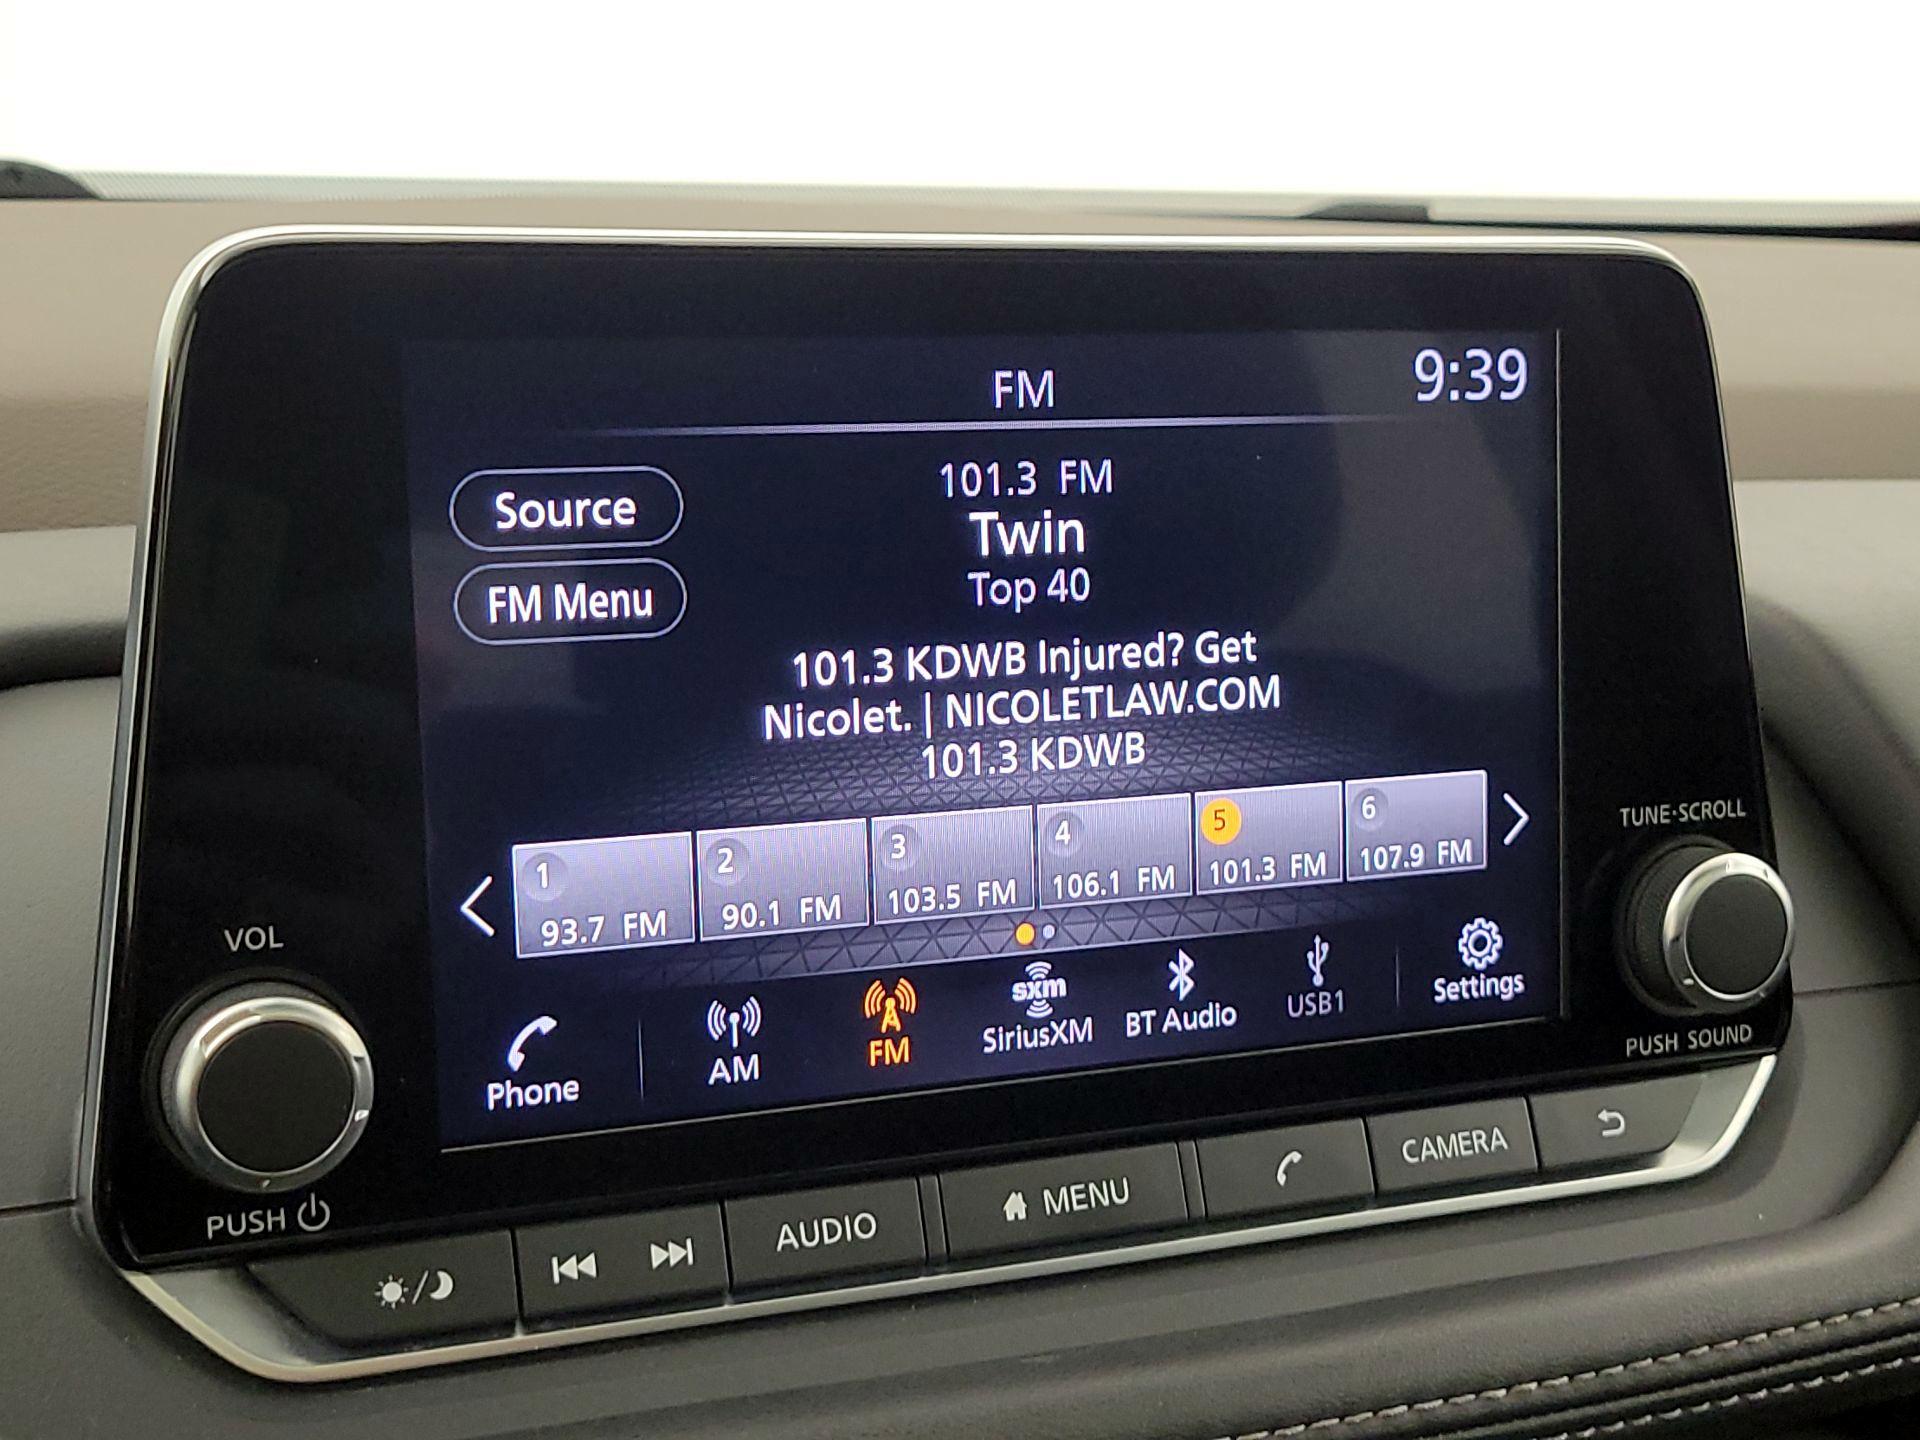 FM
9:39
Source
101.3 FM
Twin
FM Menu
Top 40
101.3 KDWB Injured? Get
Nicolet. | NICOLETLAW.COM
101.3 KDWB
1
93.7 FM
2
90.1 FM
3
103.5 FM
4
106.1 FM
5
101.3 FM
6
107.9 FM
Phone
AM
FM
sxm
SiriusXM
BT Audio
USB1
Settings
VOL
PUSH
TUNE·SCROLL
PUSH SOUND
AUDIO
MENU
CAMERA